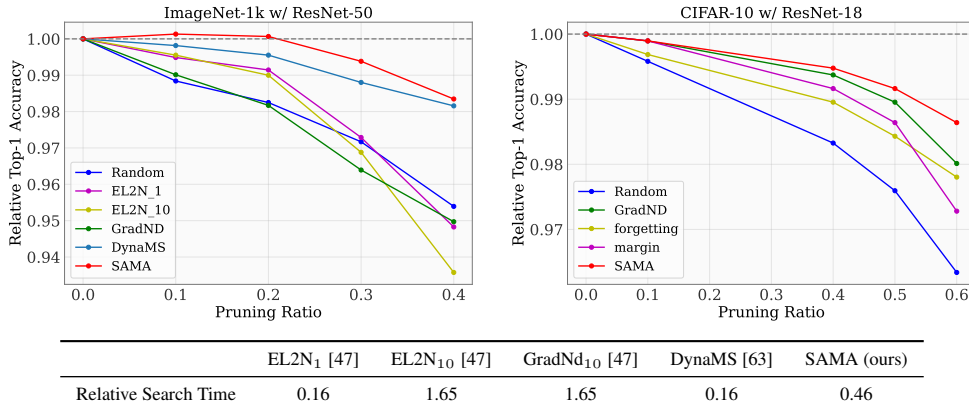 ImageNet-1k w/ ResNet-50
Relative Top-1 Accuracy
1.00
0.99
0.98
0.97
0.96
0.95
0.94
Random
EL2N_1
EL2N_10
GradND
DynaMS
SAMA
0.0 0.1 0.2 0.3 0.4
Pruning Ratio
CIFAR-10 w/ ResNet-18
Relative Top-1 Accuracy
1.00
0.99
0.98
0.97
Random
GradND
forgetting
margin
SAMA
0.0 0.1 0.2 0.3 0.4 0.5 0.6
Pruning Ratio
EL2N₁ [47] EL2N₁₀ [47] GradNd₁₀ [47] DynaMS [63] SAMA (ours)
Relative Search Time 0.16 1.65 1.65 0.16 0.46